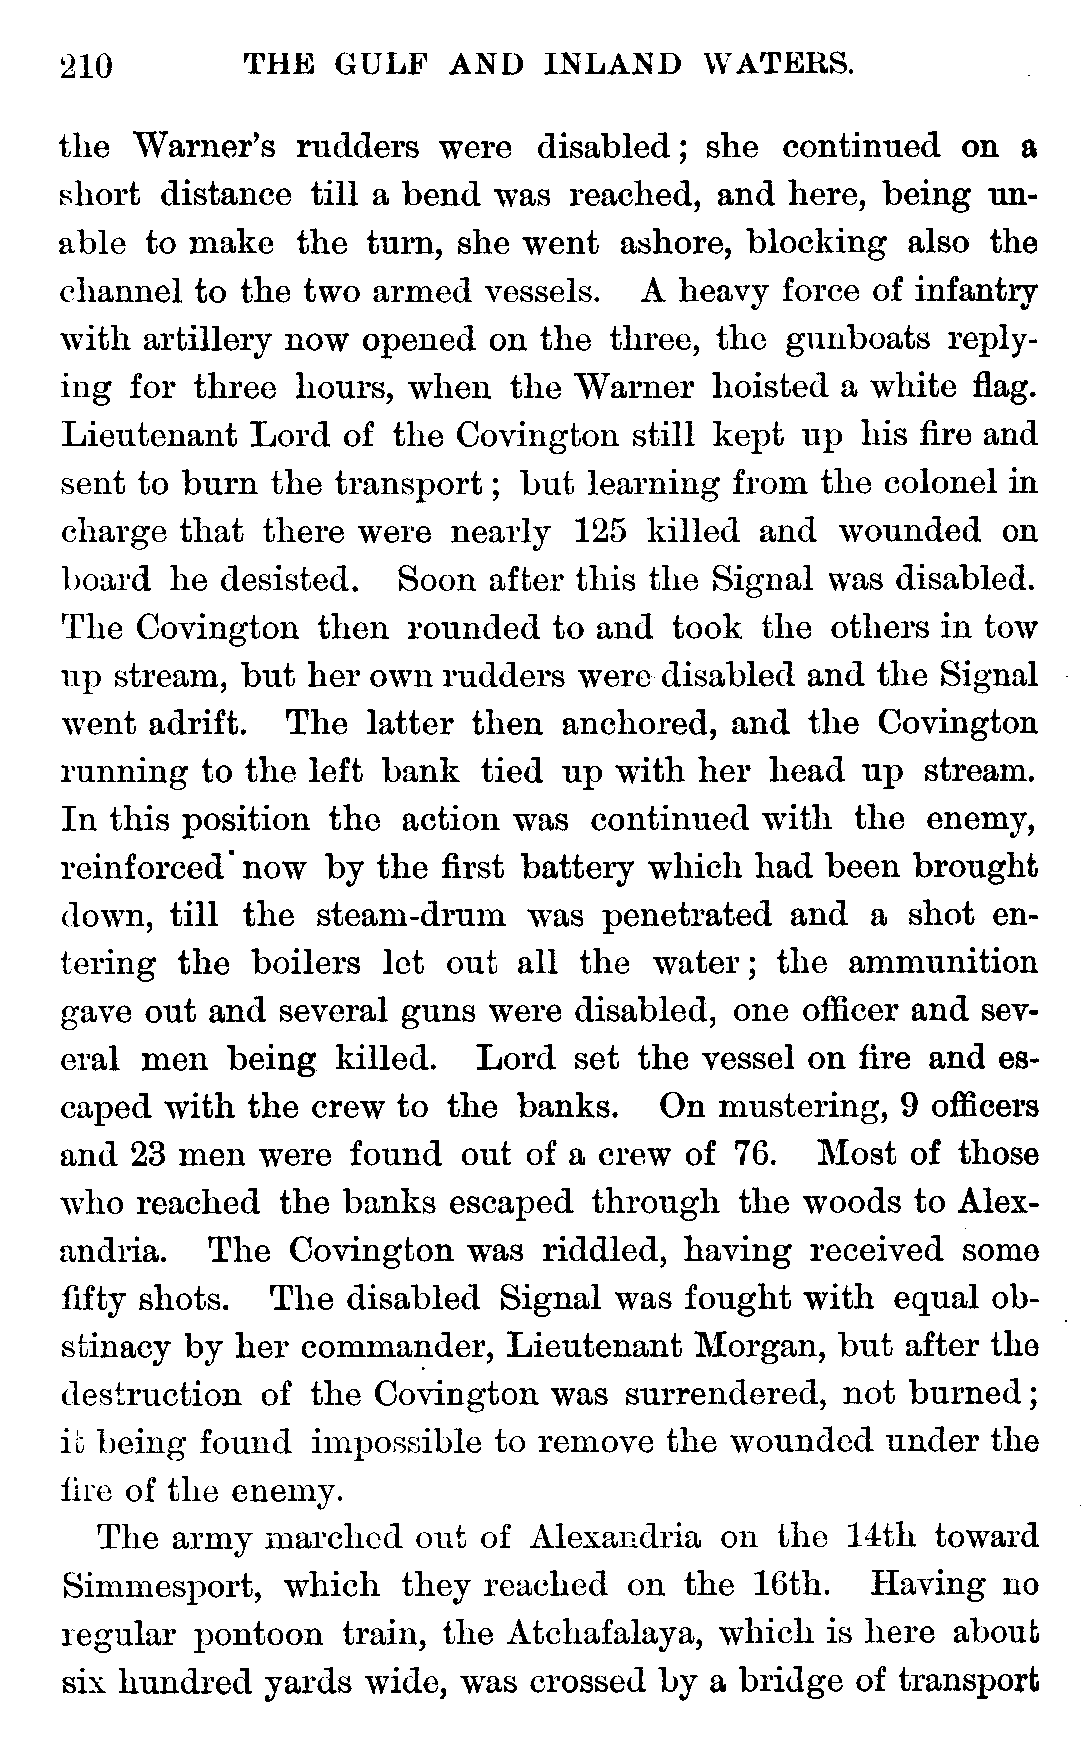 210 THE GULF AND INLAND WATERS.
the Warner's rudders were disabled; she continued on a
short distance till a bend was reached, and here, being un-
able to make the turn, she went ashore, blocking also the
channel to the two armed vessels. A heavy force of infantry
with artillery now opened on the three, the gunboats reply-
ing for three hours, when the Warner hoisted a white flag.
Lieutenant Lord of the Covington still kept up his fire and
sent to burn the transport; but learning from the colonel in
charge that there were nearly 125 killed and wounded on
board he desisted. Soon after this the Signal was disabled.
The Covington then rounded to and took the others in tow
up stream, but her own rudders were disabled and the Signal
went adrift. The latter then anchored, and the Covington
running to the left bank tied up with her head up stream.
In this position the action was continued with the enemy,
reinforced now by the first battery which had been brought
down, till the steam-drum was penetrated and a shot en-
tering the boilers let out all the water; the ammunition
gave out and several guns were disabled, one officer and sev-
eral men being killed. Lord set the vessel on fire and es-
caped with the crew to the banks. On mustering, 9 officers
and 23 men were found out of a crew of 76. Most of those
who reached the banks escaped through the woods to Alex-
andria. The Covington was riddled, having received some
fifty shots. The disabled Signal was fought with equal ob-
stinacy by her commander, Lieutenant Morgan, but after the
destruction of the Covington was surrendered, not burned;
it being found impossible to remove the wounded under the
fire of the enemy.
The army marched out of Alexandria on the 14th toward
Simmesport, which they reached on the 16th. Having no
regular pontoon train, the Atchafalaya, which is here about
six hundred yards wide, was crossed by a bridge of transport